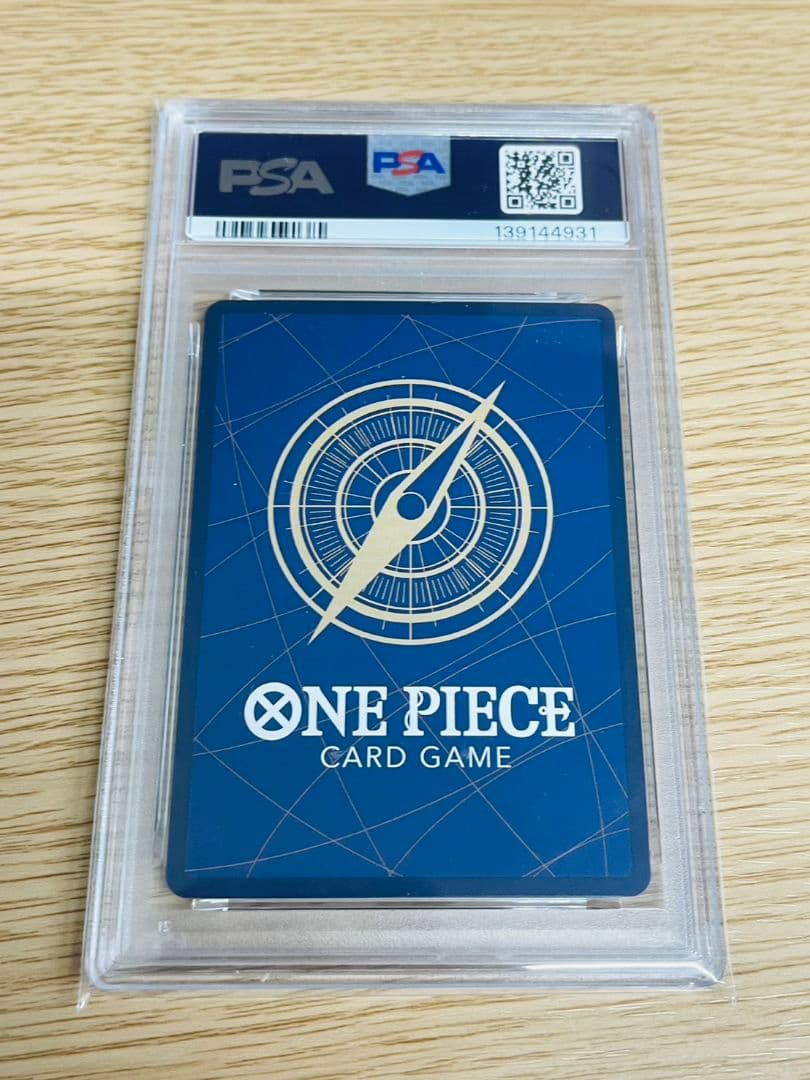 PSA
PSA
139144931
ONE PIECE
CARD GAME